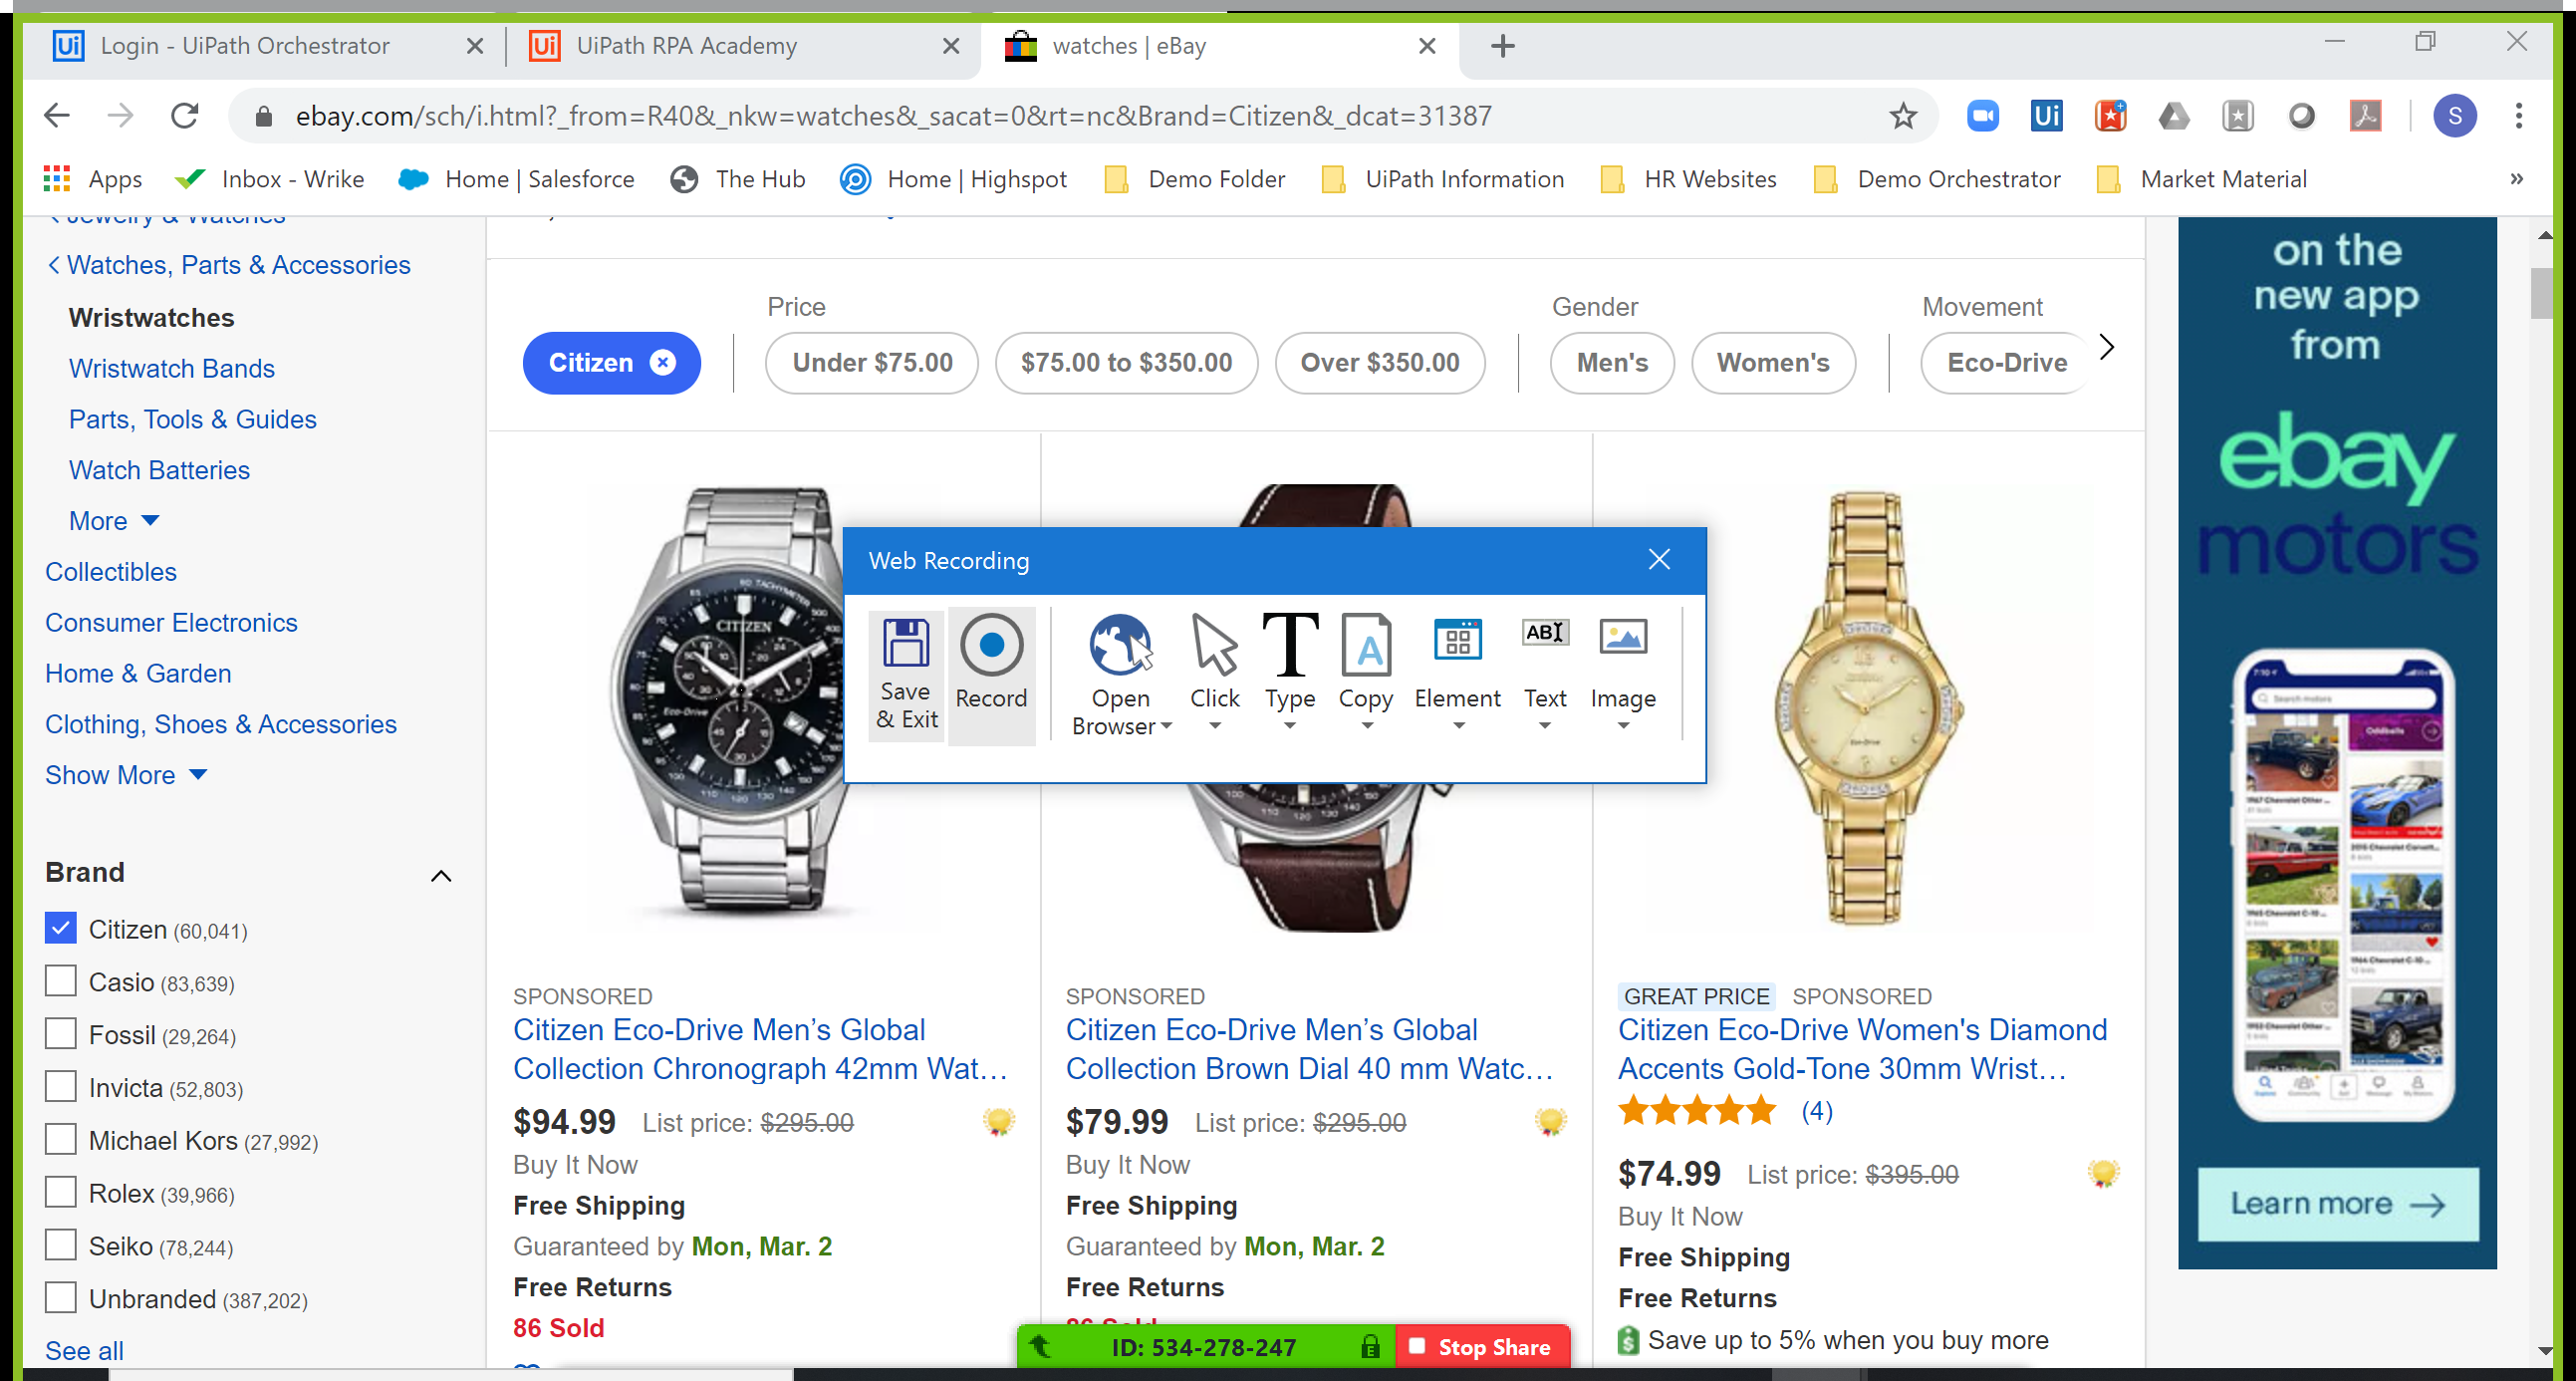 Login - UiPath Orchestrator
UiPath RPA Academy
watches | eBay
ebay.com/sch/i.html?_from=R40&_nkw=watches&_sacat=0&rt=nc&Brand=Citizen&_dcat=31387
S
Apps
Inbox - Wrike
Home | Salesforce
The Hub
Home | Highspot
Demo Folder
UiPath Information
HR Websites
Demo Orchestrator
Market Material
»
Jewelry & Watches
Watches, Parts & Accessories
Wristwatches
Wristwatch Bands
Parts, Tools & Guides
Watch Batteries
More
Collectibles
Consumer Electronics
Home & Garden
Clothing, Shoes & Accessories
Show More
Brand
Citizen (60,041)
Casio (83,639)
Fossil (29,264)
Invicta (52,803)
Michael Kors (27,992)
Rolex (39,966)
Seiko (78,244)
Unbranded (387,202)
See all
Price
Gender
Movement
Citizen
Under $75.00
$75.00 to $350.00
Over $350.00
Men's
Women's
Eco-Drive
CITIZEN
Eco-Drive
Web Recording
Save
& Exit
Record
Open
Browser
Click
Type
Copy
Element
Text
Image
SPONSORED
Citizen Eco-Drive Men’s Global
Collection Chronograph 42mm Wat...
$94.99 List price: $295.00
Buy It Now
Free Shipping
Guaranteed by Mon, Mar. 2
Free Returns
86 Sold
SPONSORED
Citizen Eco-Drive Men’s Global
Collection Brown Dial 40 mm Watc...
$79.99 List price: $295.00
Buy It Now
Free Shipping
Guaranteed by Mon, Mar. 2
Free Returns
86 Sold
GREAT PRICE SPONSORED
Citizen Eco-Drive Women's Diamond
Accents Gold-Tone 30mm Wrist...
(4)
$74.99 List price: $395.00
Buy It Now
Free Shipping
Free Returns
Save up to 5% when you buy more
ID: 534-278-247
Stop Share
on the
new app
from
ebay
motors
Search motors
Oddballs
Learn more